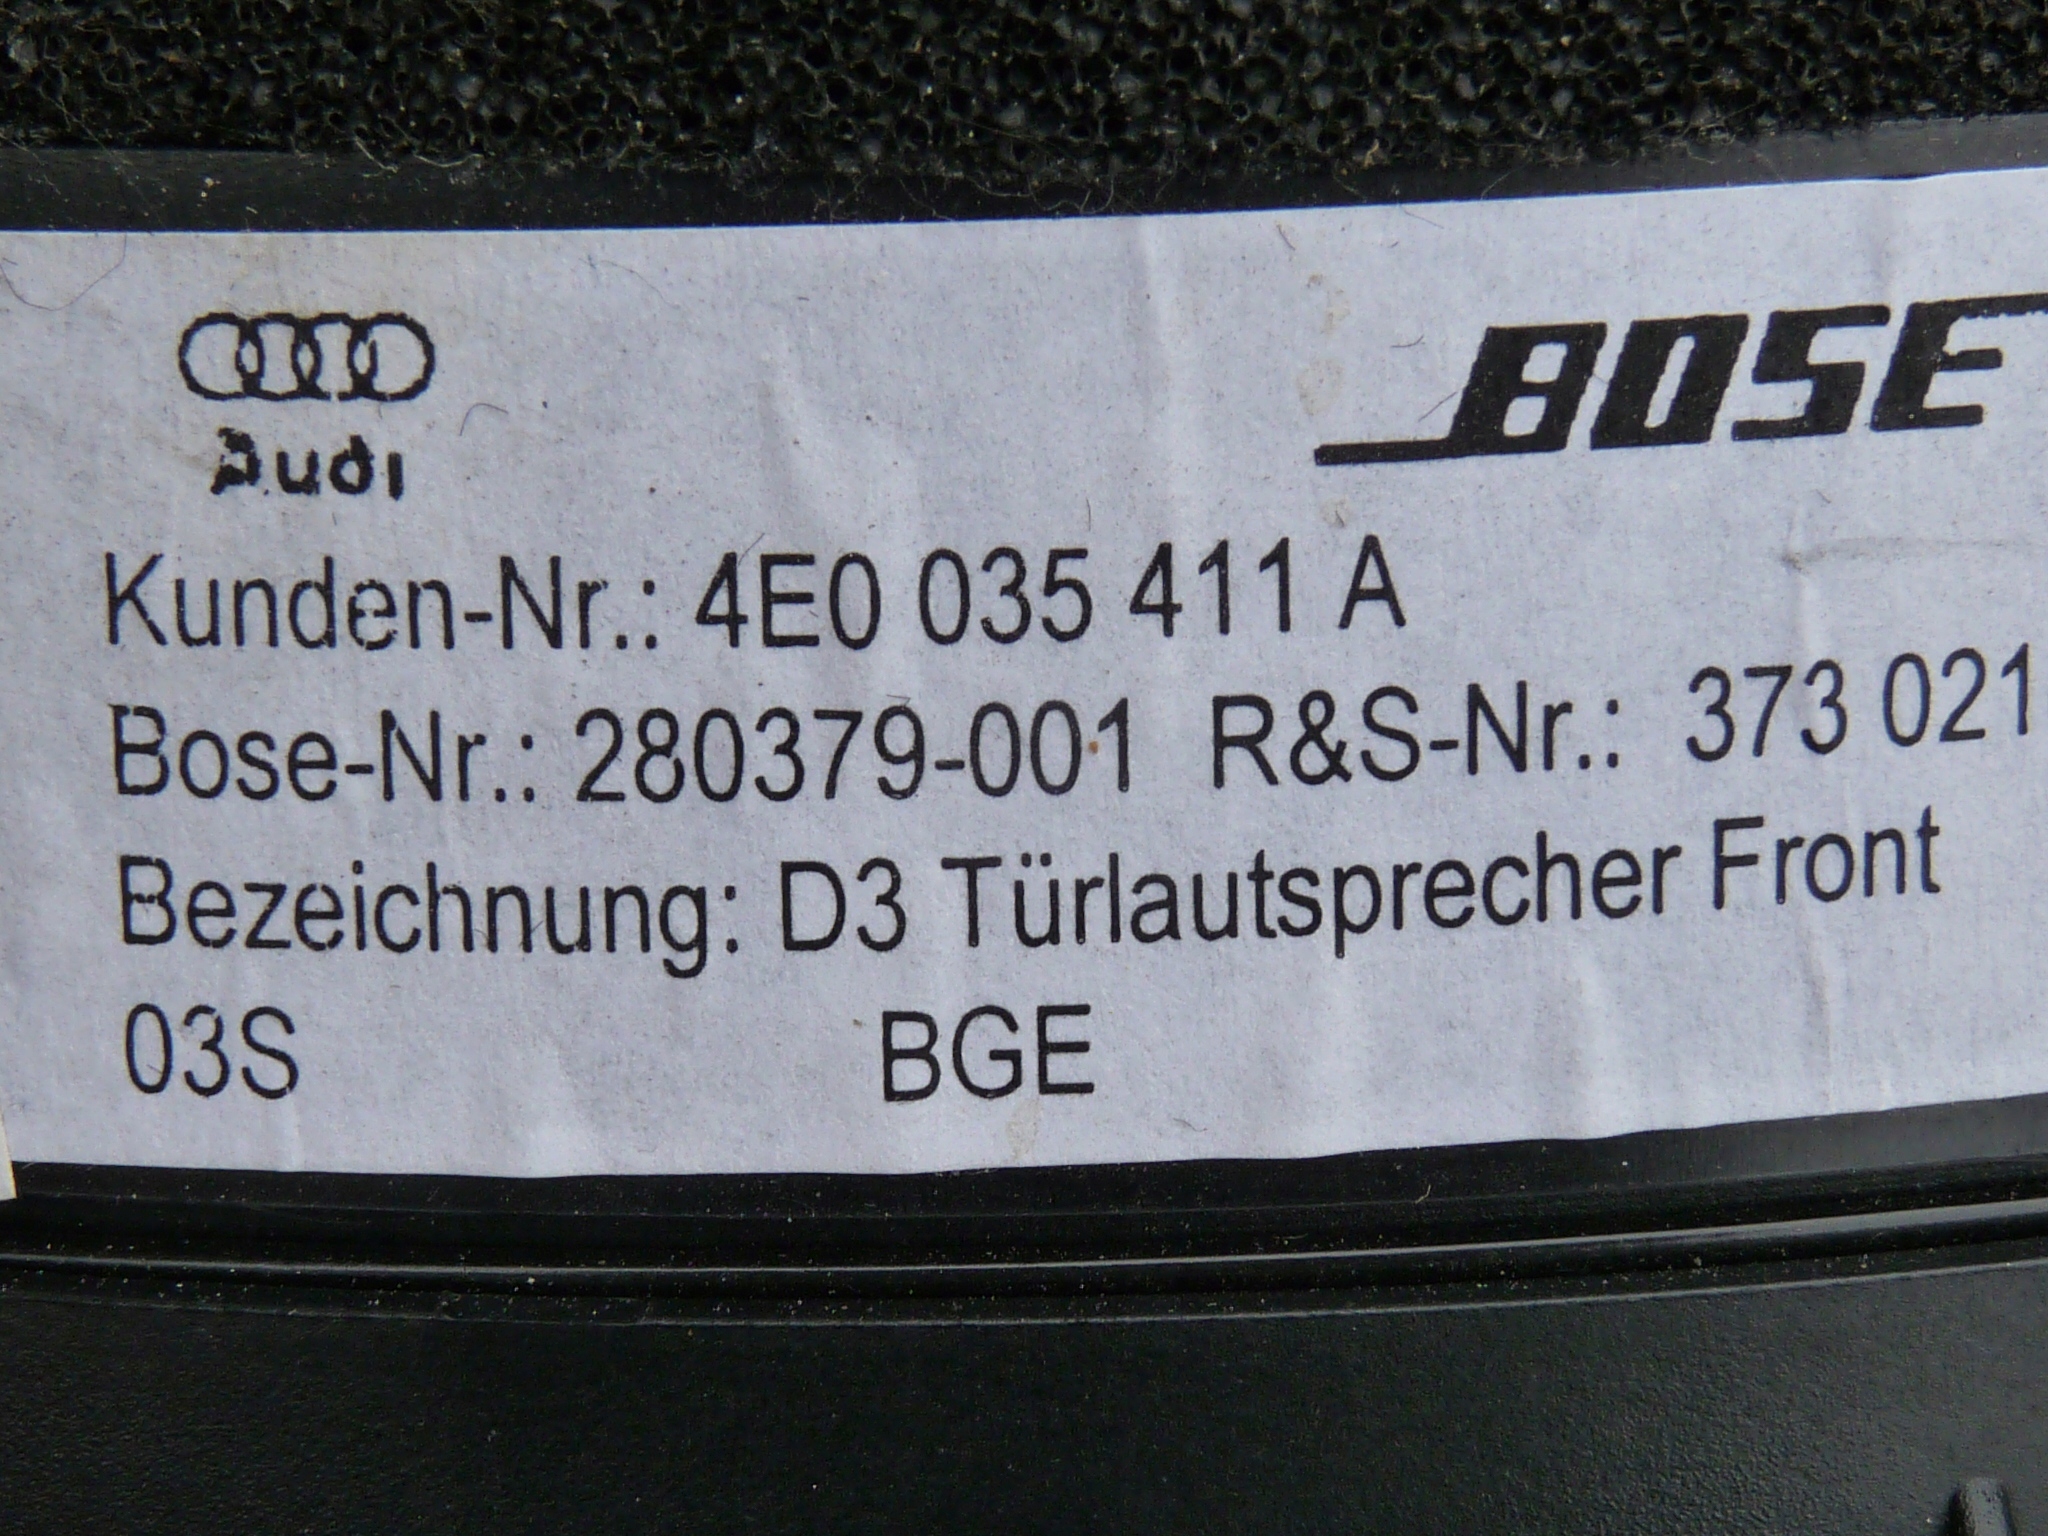 Audi
BOSE
Kunden-Nr.: 4E0 035 411 A
Bose-Nr.: 280379-001 R&S-Nr.: 373 021
Bezeichnung: D3 Türlautsprecher Front
03S BGE